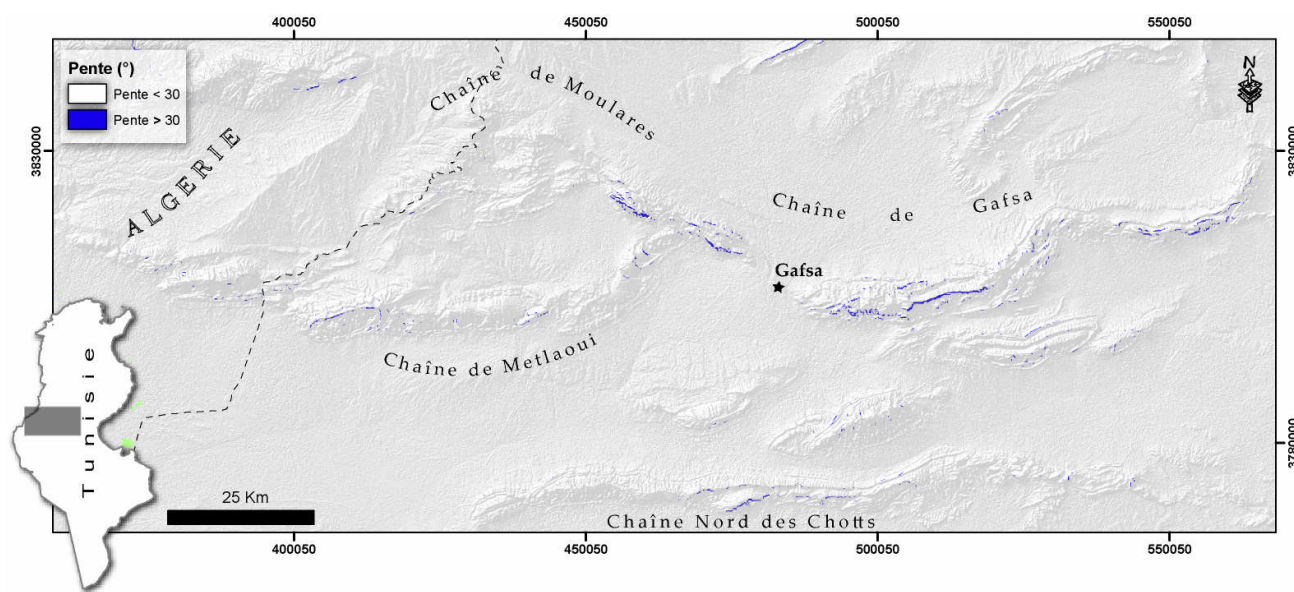 400050 450050 500050 550050
Pente (°)
Pente < 30
Pente > 30
N
Chaîne de Moulares
3830000
3830000
ALGERIE
Chaîne de Gafsa
Gafsa
Chaîne de Metlaoui
Tunisie
3780000
25 Km
Chaîne Nord des Chotts
400050 450050 500050 550050